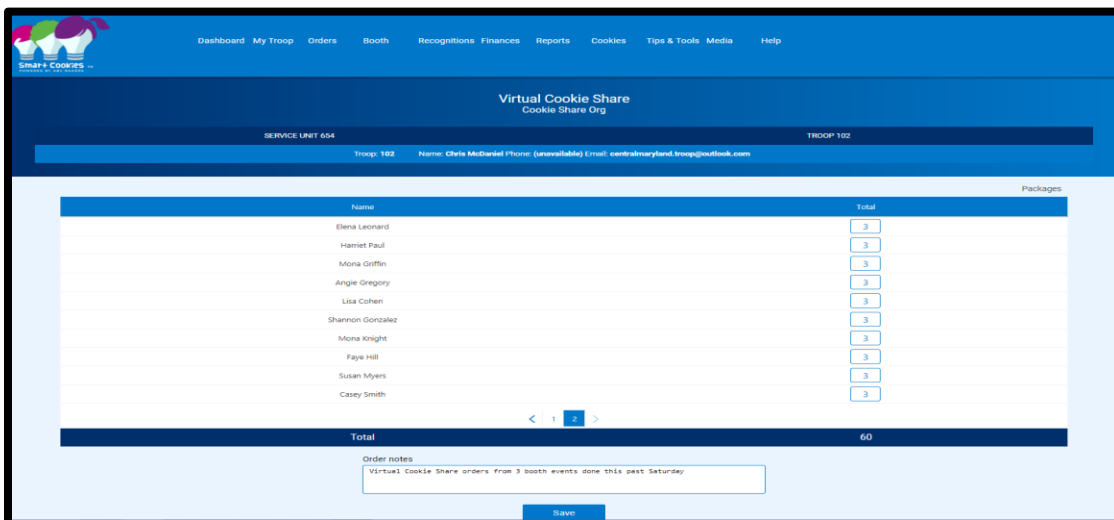 Dashboard My Troop Orders Booth Recognitions Finances Reports Cookies Tips & Tools Media Help
Smart Cookies
POWERED BY ABC BAKERS
Virtual Cookie Share
Cookie Share Org
SERVICE UNIT 654 TROOP 102
Troop: 102 Name: Chris McDaniel Phone: (unavailable) Email: centralmaryland.troop@outlook.com
Packages
Name Total
Elena Leonard 3
Harriet Paul 3
Mona Griffin 3
Angie Gregory 3
Lisa Cohen 3
Shannon Gonzalez 3
Mona Knight 3
Faye Hill 3
Susan Myers 3
Casey Smith 3
< 1 2 >
Total 60
Order notes
Virtual Cookie Share orders from 3 booth events done this past Saturday
Save